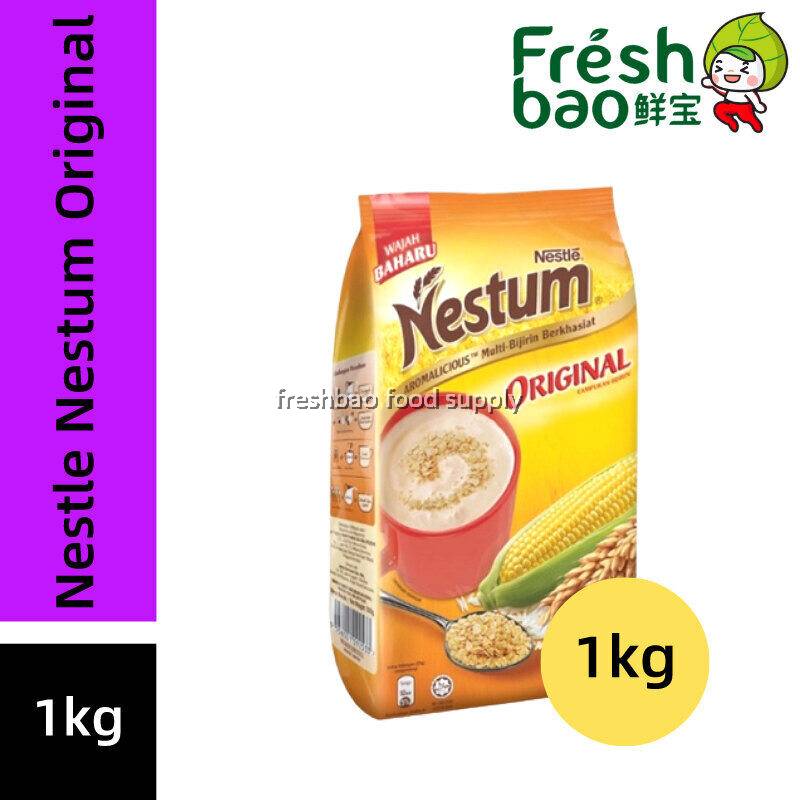 Nestle Nestum Original
1kg
Frésh
bao鲜宝
WAJAH
BAHARU
Nestlé
Nestum®
AROMALICIOUS™ Multi-Bijirin Berkhasiat
ORIGINAL
freshbao food supply
1kg